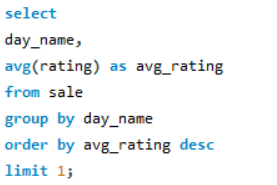 select
day_name,
avg(rating) as avg_rating
from sale
group by day_name
order by avg_rating desc
limit 1;